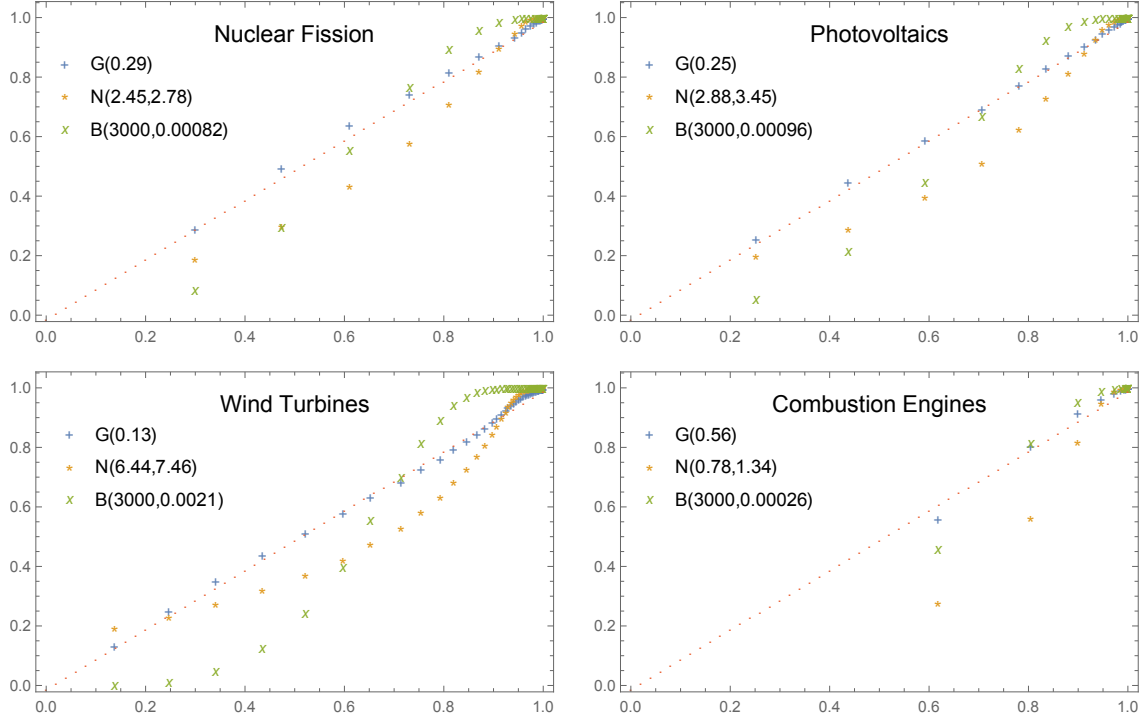 Nuclear Fission
+ G(0.29)
* N(2.45,2.78)
x B(3000,0.00082)
1.0
0.8
0.6
0.4
0.2
0.0
0.0 0.2 0.4 0.6 0.8 1.0
Photovoltaics
+ G(0.25)
* N(2.88,3.45)
x B(3000,0.00096)
1.0
0.8
0.6
0.4
0.2
0.0
0.0 0.2 0.4 0.6 0.8 1.0
Wind Turbines
+ G(0.13)
* N(6.44,7.46)
x B(3000,0.0021)
1.0
0.8
0.6
0.4
0.2
0.0
0.0 0.2 0.4 0.6 0.8 1.0
Combustion Engines
+ G(0.56)
* N(0.78,1.34)
x B(3000,0.00026)
1.0
0.8
0.6
0.4
0.2
0.0
0.0 0.2 0.4 0.6 0.8 1.0